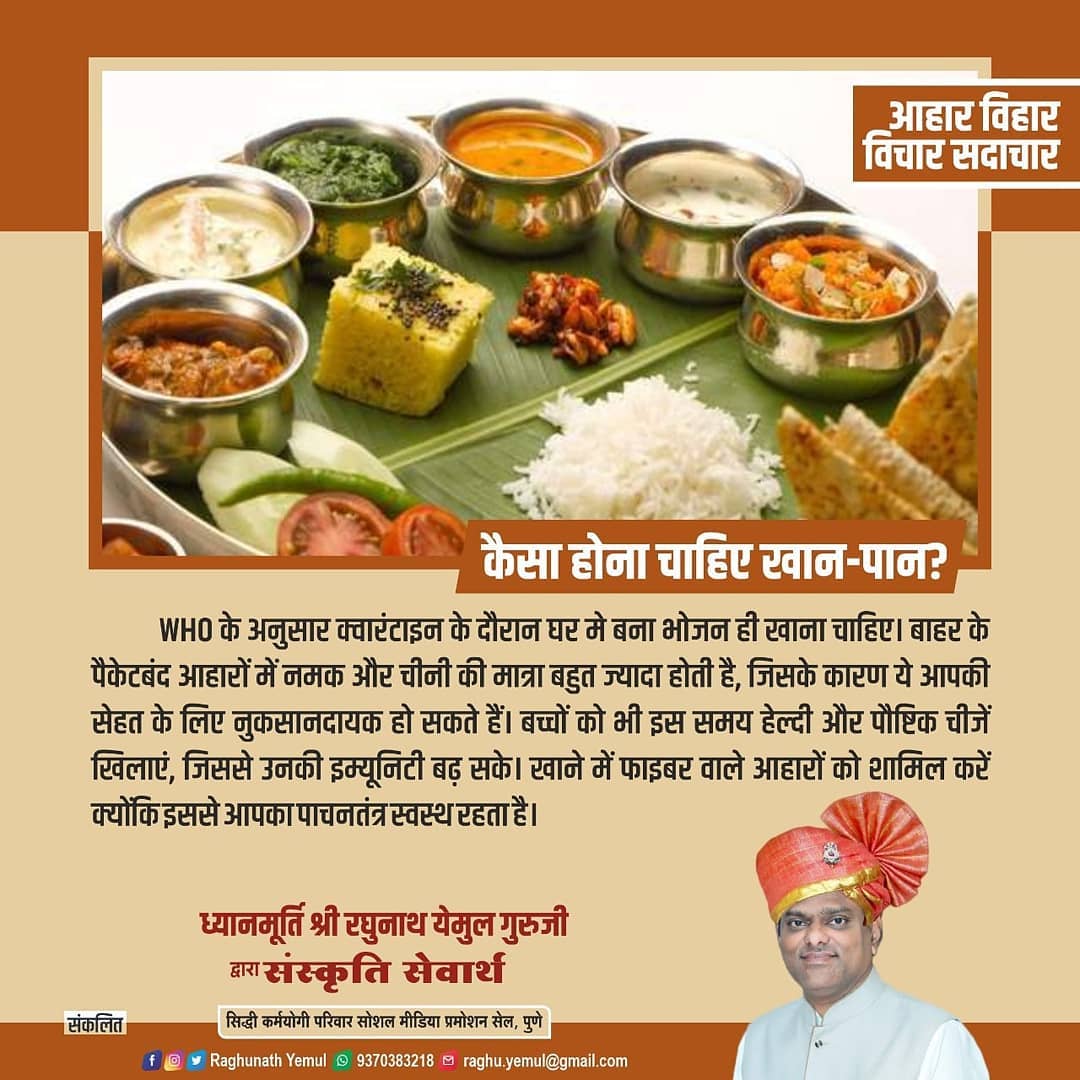 आहार विहार
विचार सदाचार
कैसा होना चाहिए खान-पान?
WHO के अनुसार क्वारंटाइन के दौरान घर मे बना भोजन ही खाना चाहिए। बाहर के
पैकेटबंद आहारों में नमक और चीनी की मात्रा बहुत ज्यादा होती है, जिसके कारण ये आपकी
सेहत के लिए नुकसानदायक हो सकते हैं। बच्चों को भी इस समय हेल्दी और पौष्टिक चीजें
खिलाएं, जिससे उनकी इम्यूनिटी बढ़ सके। खाने में फाइबर वाले आहारों को शामिल करें
क्योंकि इससे आपका पाचनतंत्र स्वस्थ रहता है।
ध्यानमूर्ति श्री रघुनाथ येमुल गुरुजी
द्वारा संस्कृति सेवार्थ
संकलित
सिद्धी कर्मयोगी परिवार सोशल मीडिया प्रमोशन सेल, पुणे
Raghunath Yemul 9370383218 raghu.yemul@gmail.com